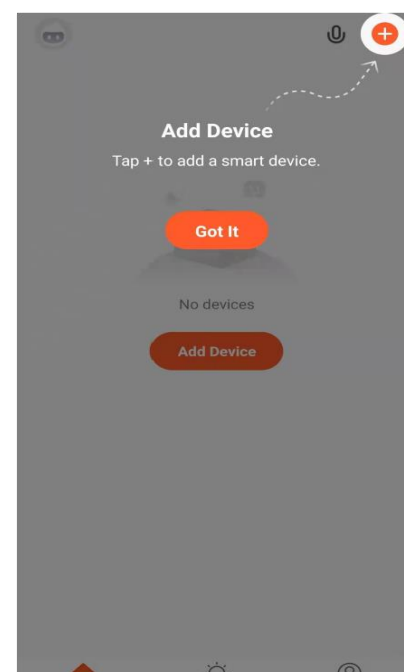 Add Device
Tap + to add a smart device.
Got It
No devices
Add Device